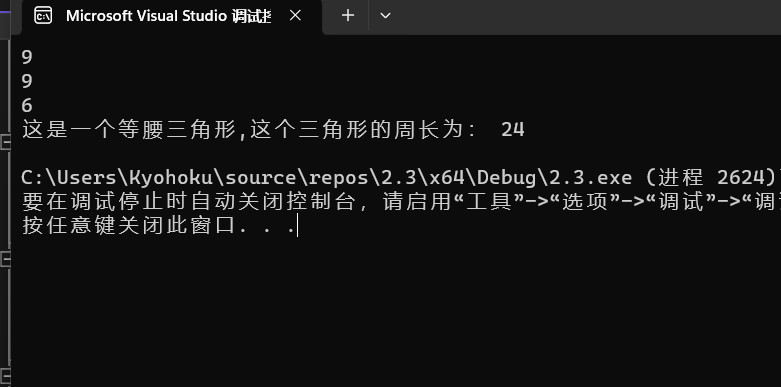 Microsoft Visual Studio 调试控
9
9
6
这是一个等腰三角形,这个三角形的周长为： 24
C:\Users\Kyohoku\source\repos\2.3\x64\Debug\2.3.exe (进程 2624)
要在调试停止时自动关闭控制台，请启用“工具”->“选项”->“调试”->“调
按任意键关闭此窗口. . .